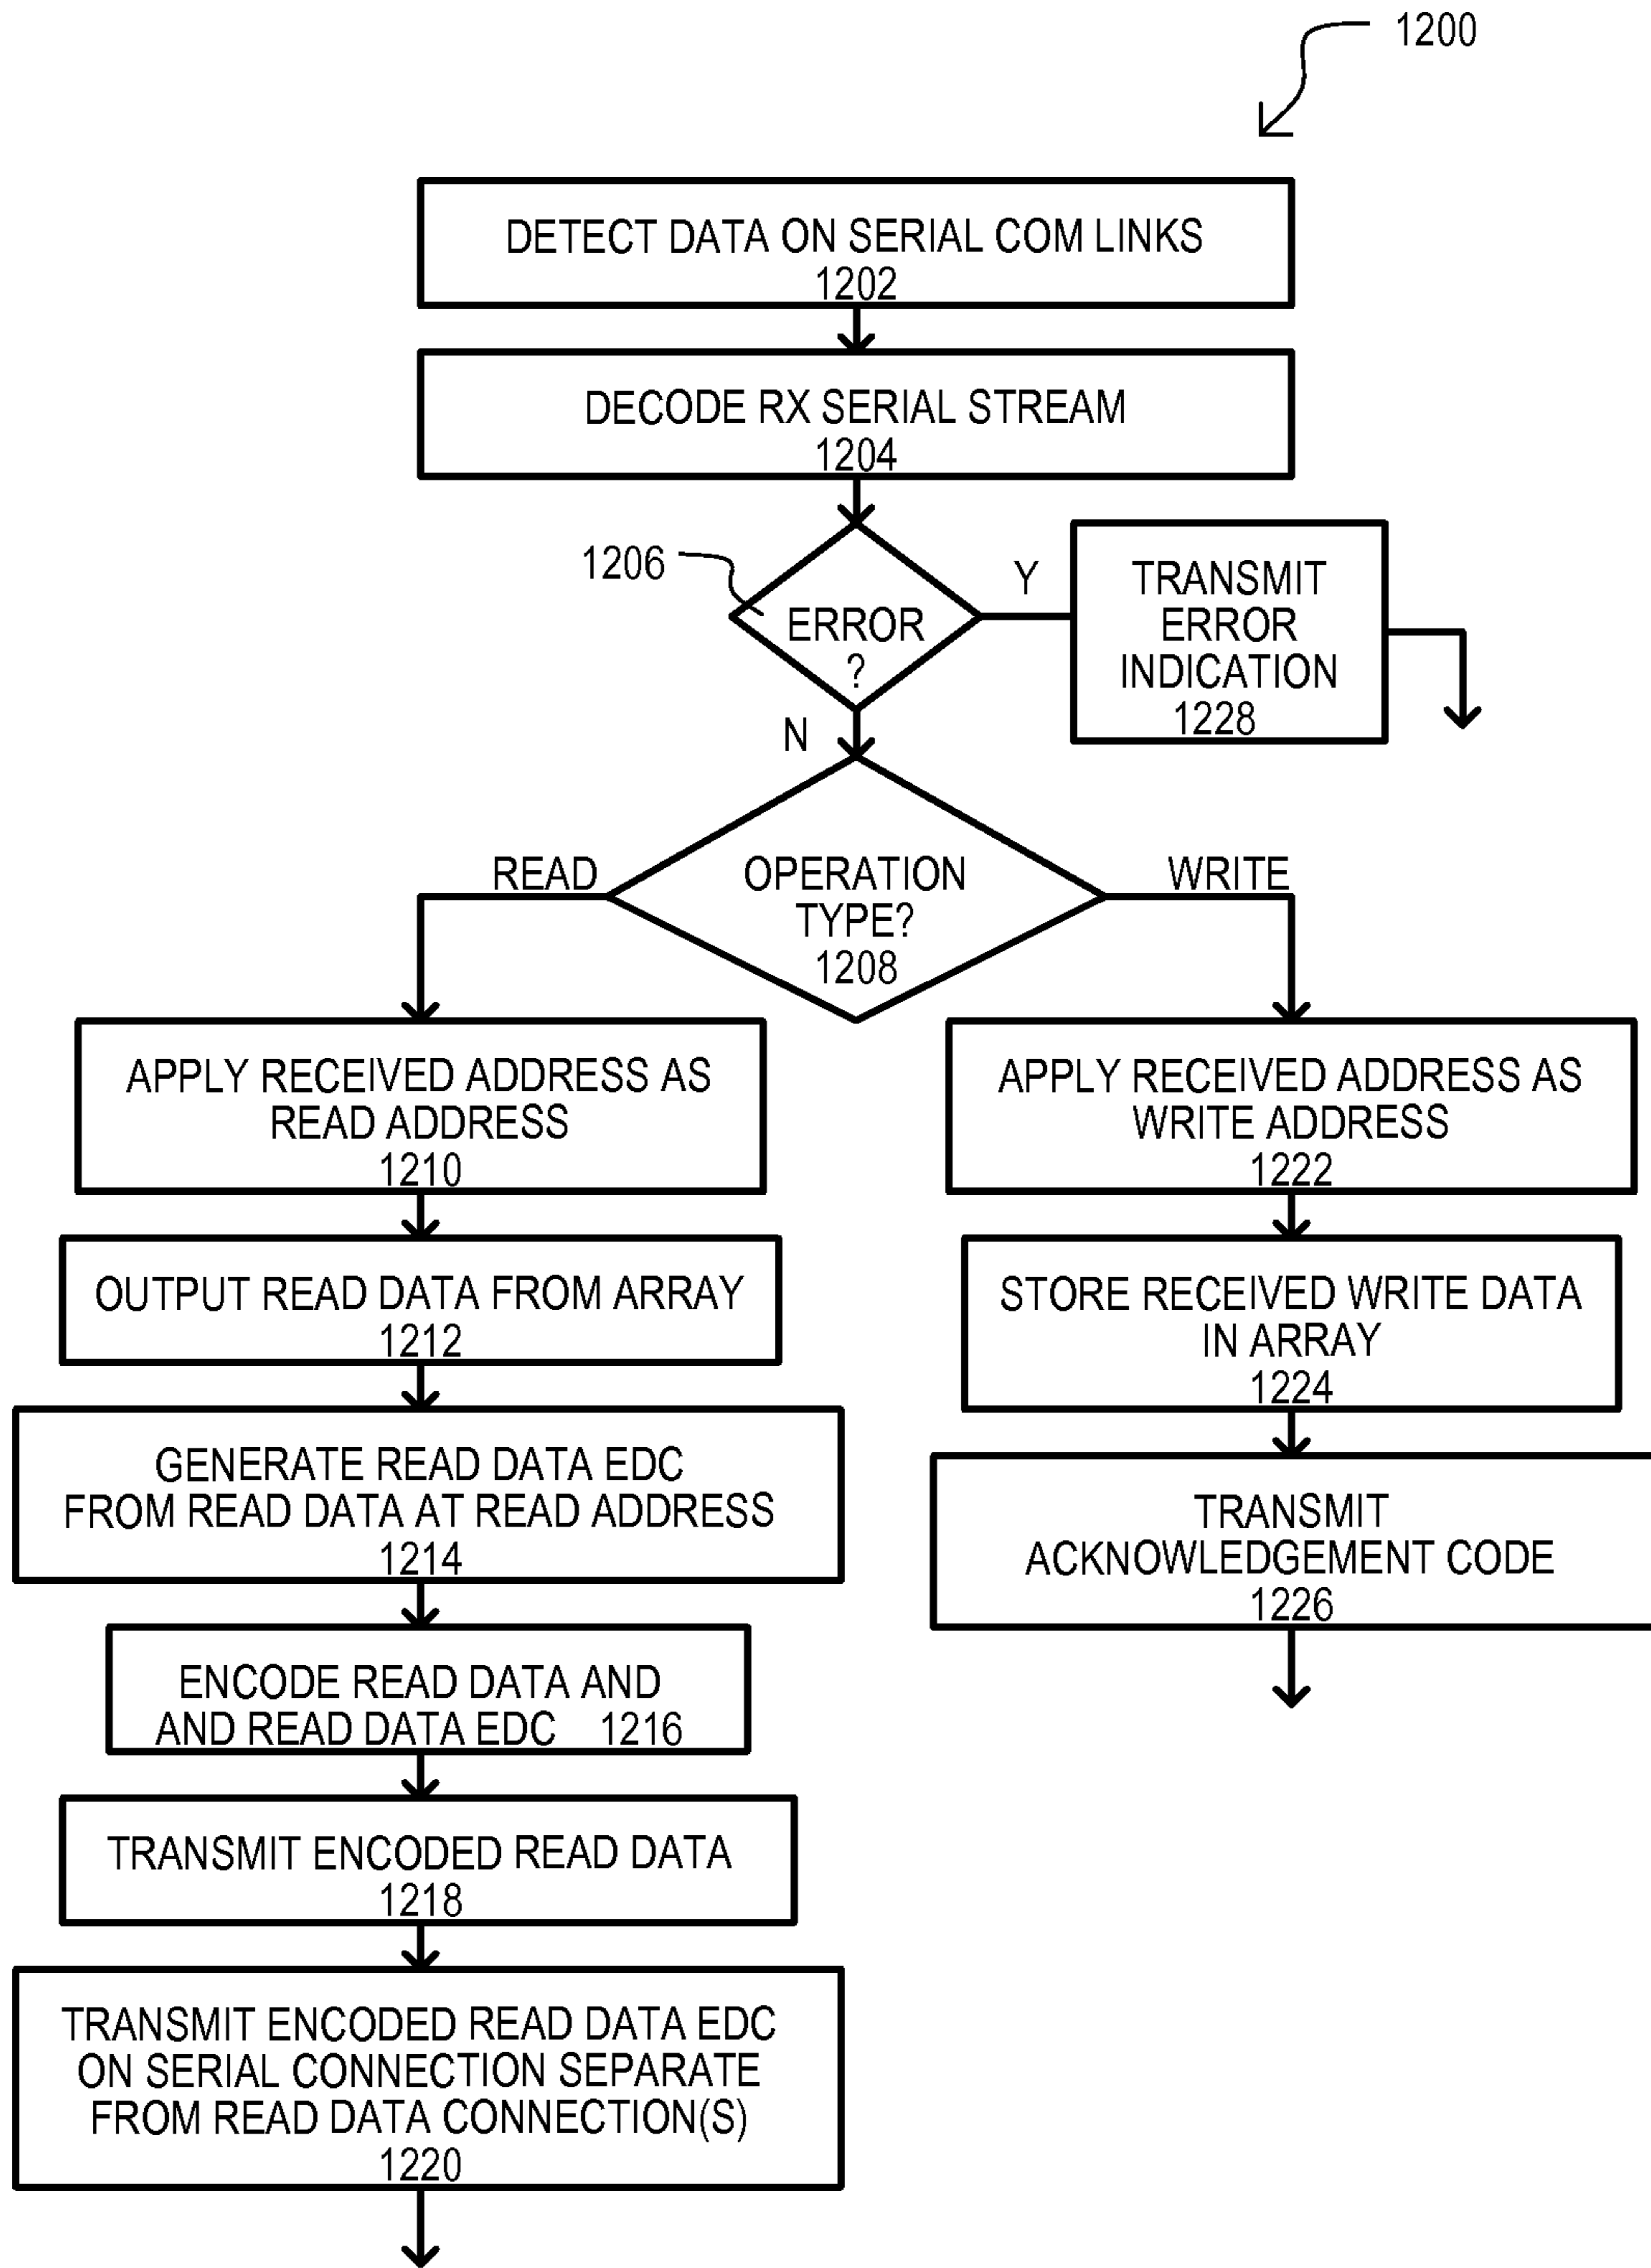 1200
DETECT DATA ON SERIAL COM LINKS
1202
DECODE RX SERIAL STREAM
1204
1206
ERROR
?
Y
TRANSMIT
ERROR
INDICATION
1228
N
READ
OPERATION
TYPE?
1208
WRITE
APPLY RECEIVED ADDRESS AS
READ ADDRESS
1210
OUTPUT READ DATA FROM ARRAY
1212
GENERATE READ DATA EDC
FROM READ DATA AT READ ADDRESS
1214
ENCODE READ DATA AND
AND READ DATA EDC 1216
TRANSMIT ENCODED READ DATA
1218
TRANSMIT ENCODED READ DATA EDC
ON SERIAL CONNECTION SEPARATE
FROM READ DATA CONNECTION(S)
1220
APPLY RECEIVED ADDRESS AS
WRITE ADDRESS
1222
STORE RECEIVED WRITE DATA
IN ARRAY
1224
TRANSMIT
ACKNOWLEDGEMENT CODE
1226